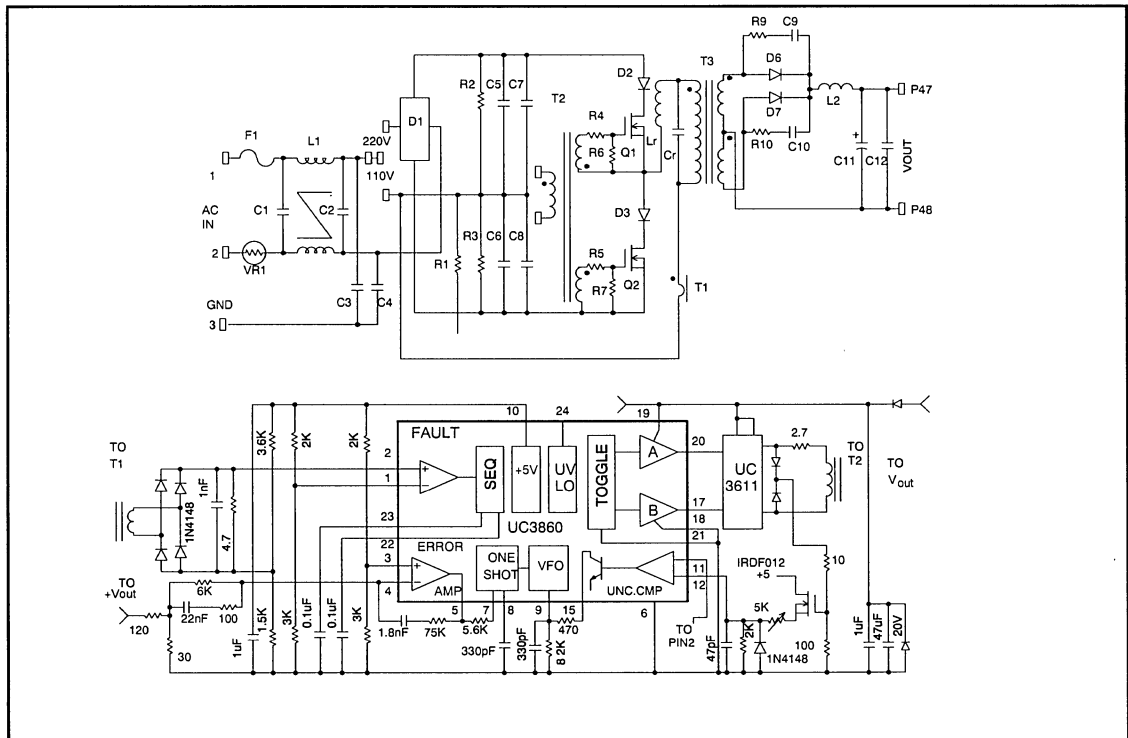 R9 C9
D6
T3
D2
P47
D7
L2
R2 C5 C7
T2
R4
D1
220V
R6 Q1 Lr
Cr
R10 C10
+
C11 C12
VOUT
F1 L1
110V
1
AC
IN
C1 C2
D3
P48
R3 C6 C8
R1
R5
2
VR1
R7 Q2
T1
C3 C4
GND
3
10 24 19
FAULT
TO
T1
3.6K
2K
2K
2
+
1
-
SEQ
+5V
UV
LO
TOGGLE
A
20
UC
3611
2.7
TO
T2
TO
Vout
1nF
1N4148
4.7
UC3860
B
17
18
21
23
22
ERROR
3
+
4
-
AMP
ONE
SHOT
VFO
11
12
UNC.CMP
IRDF012
+5
10
TO
+Vout
6K
22nF 100
120
30
1uF
1.5K
3K
0.1uF
0.1uF
3K
5
1.8nF 75K
5.6K
7 8 9 15 6
470
330pF
330pF
8 2K
TO
PIN2
47pF
2K
1N4148
5K
100
1uF
47uF
20V